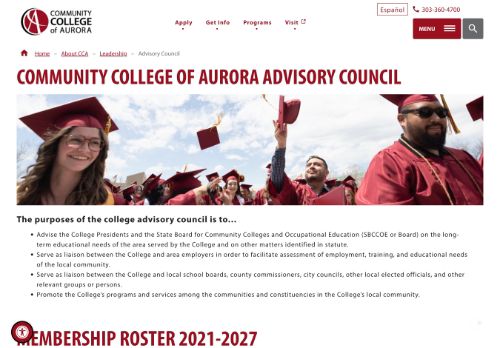 COMMUNITY
COLLEGE
of AURORA
Apply
Get Info
Programs
Visit
Español
303-360-4700
MENU
Home – About CCA – Leadership – Advisory Council
COMMUNITY COLLEGE OF AURORA ADVISORY COUNCIL
The purposes of the college advisory council is to...
Advise the College Presidents and the State Board for Community Colleges and Occupational Education (SBCCOE or Board) on the long-
term educational needs of the area served by the College and on other matters identified in statute.
Serve as liaison between the College and area employers in order to facilitate assessment of employment, training, and educational needs
of the local community.
Serve as liaison between the College and local school boards, county commissioners, city councils, other local elected officials, and other
relevant groups or persons.
Promote the College's programs and services among the communities and constituencies in the College's local community.
MEMBERSHIP ROSTER 2021-2027